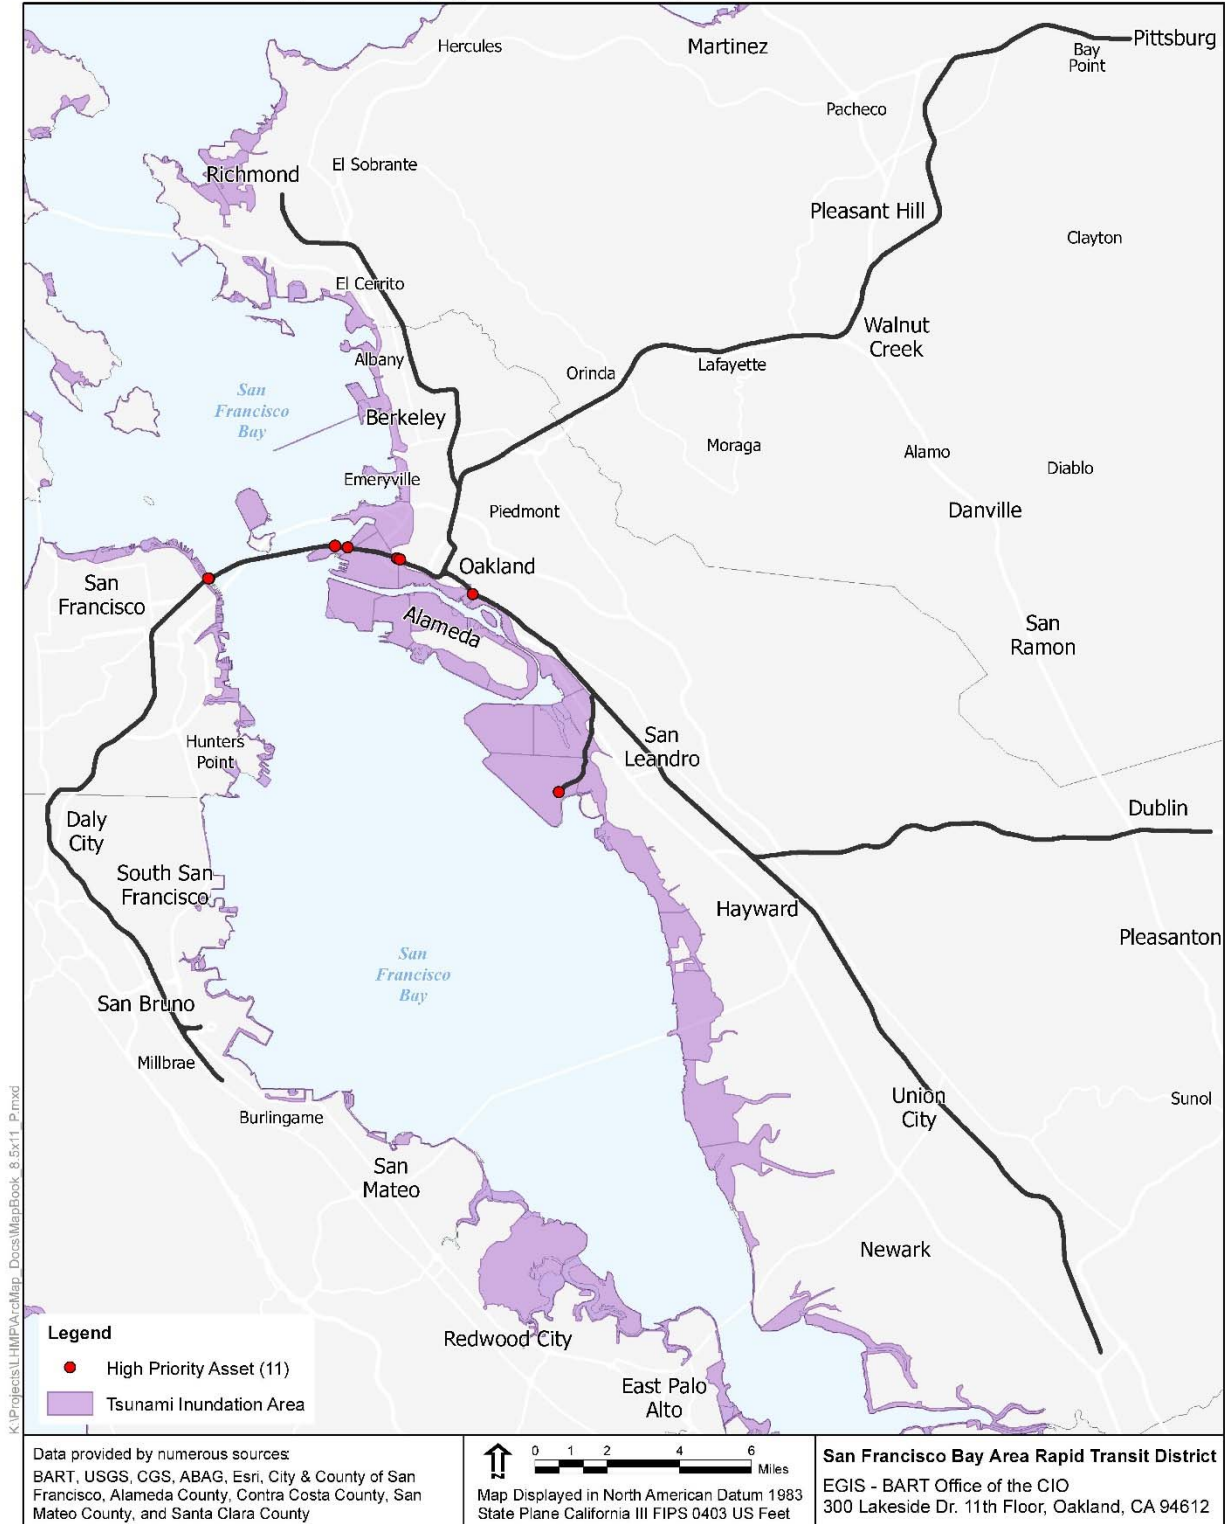 Hercules
Martinez
Pittsburg
Bay
Point
Pacheco
El Sobrante
Richmond
Pleasant Hill
Clayton
El Cerrito
Walnut
Creek
Albany
Orinda
Lafayette
San
Francisco
Bay
Berkeley
Moraga
Alamo
Diablo
Emeryville
Piedmont
Danville
San
Francisco
Oakland
Alameda
San
Ramon
Hunters
Point
San
Leandro
Daly
City
Dublin
South San
Francisco
Hayward
Pleasanton
San
Francisco
Bay
San Bruno
Millbrae
Burlingame
Union
City
Sunol
San
Mateo
Newark
Redwood City
East Palo
Alto
Legend
High Priority Asset (11)
Tsunami Inundation Area
K:\Projects\LHMP\ArcMap_Docs\MapBook_8.5x11_P.mxd
Data provided by numerous sources:
BART, USGS, CGS, ABAG, Esri, City & County of San
Francisco, Alameda County, Contra Costa County, San
Mateo County, and Santa Clara County
N
0 1 2 4 6
Miles
Map Displayed in North American Datum 1983
State Plane California III FIPS 0403 US Feet
San Francisco Bay Area Rapid Transit District
EGIS - BART Office of the CIO
300 Lakeside Dr. 11th Floor, Oakland, CA 94612